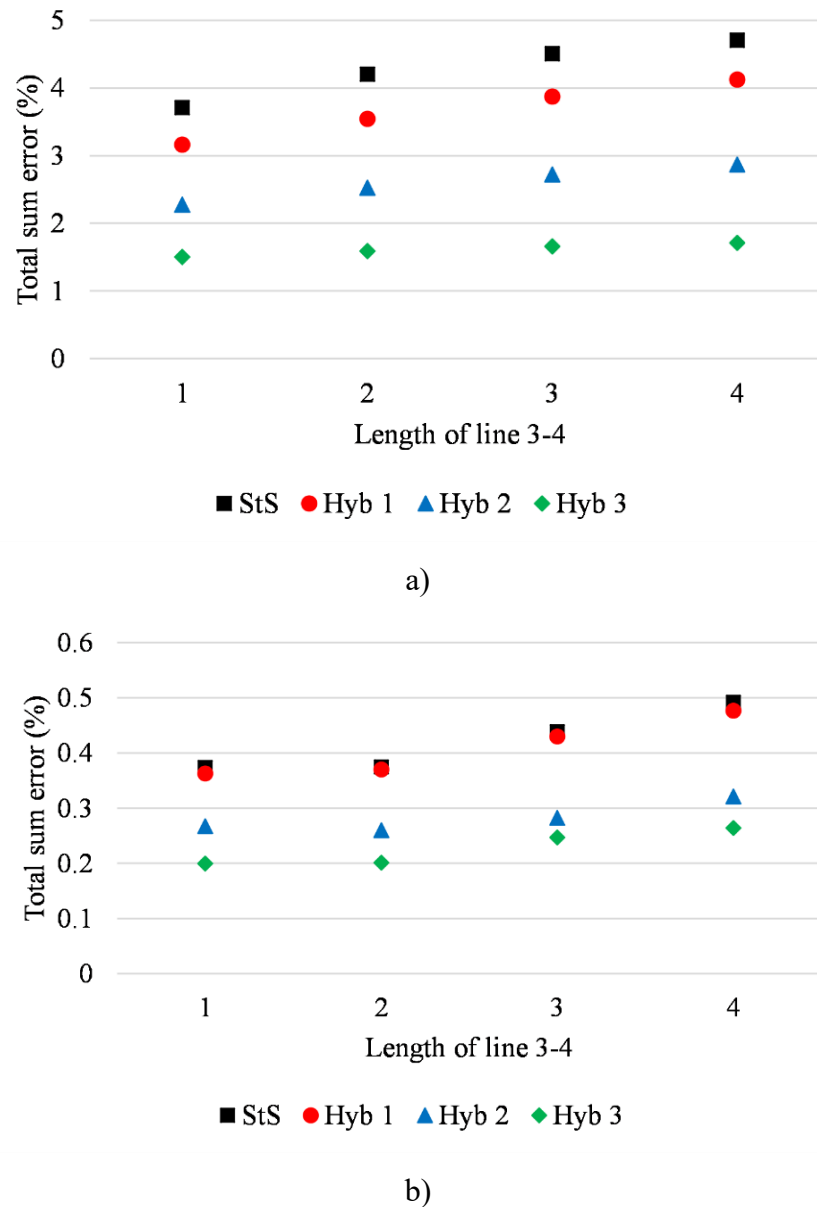 Total sum error (%)
5
4
3
2
1
0
1 2 3 4
Length of line 3-4
StS Hyb 1 Hyb 2 Hyb 3
a)
Total sum error (%)
0.6
0.5
0.4
0.3
0.2
0.1
0
1 2 3 4
Length of line 3-4
StS Hyb 1 Hyb 2 Hyb 3
b)